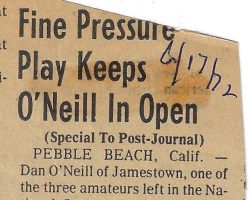 Fine Pressure
Play Keeps
O'Neill In Open
6/17/72
(Special To Post-Journal)
PEBBLE BEACH, Calif. —
Dan O'Neill of Jamestown, one of
the three amateurs left in the Na-